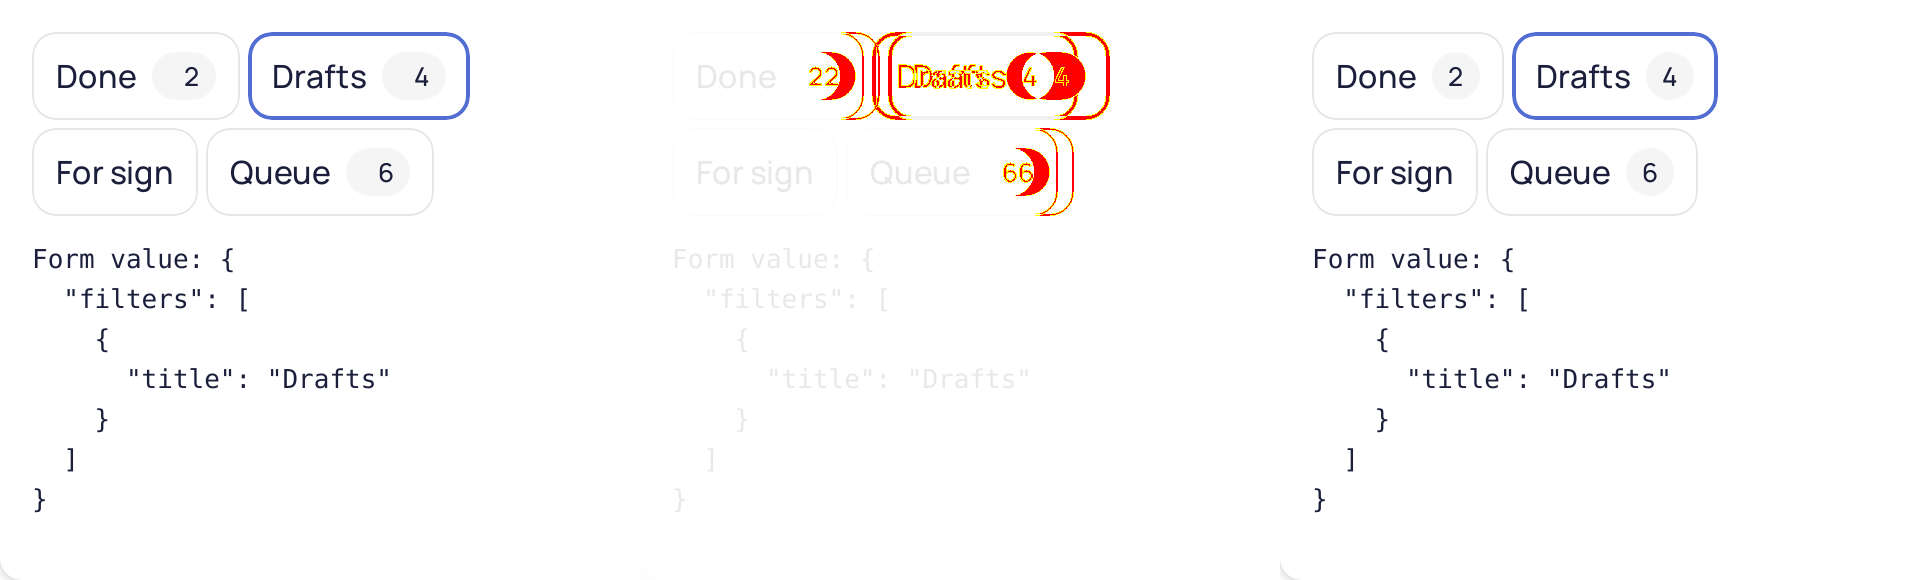 Done 2 Drafts 4
For sign Queue 6
Form value: {
  "filters": [
    {
      "title": "Drafts"
    }
  ]
}
Done 22 Drafts 4 4
For sign Queue 66
Form value: {
  "filters": [
    {
      "title": "Drafts"
    }
  ]
}
Done 2 Drafts 4
For sign Queue 6
Form value: {
  "filters": [
    {
      "title": "Drafts"
    }
  ]
}